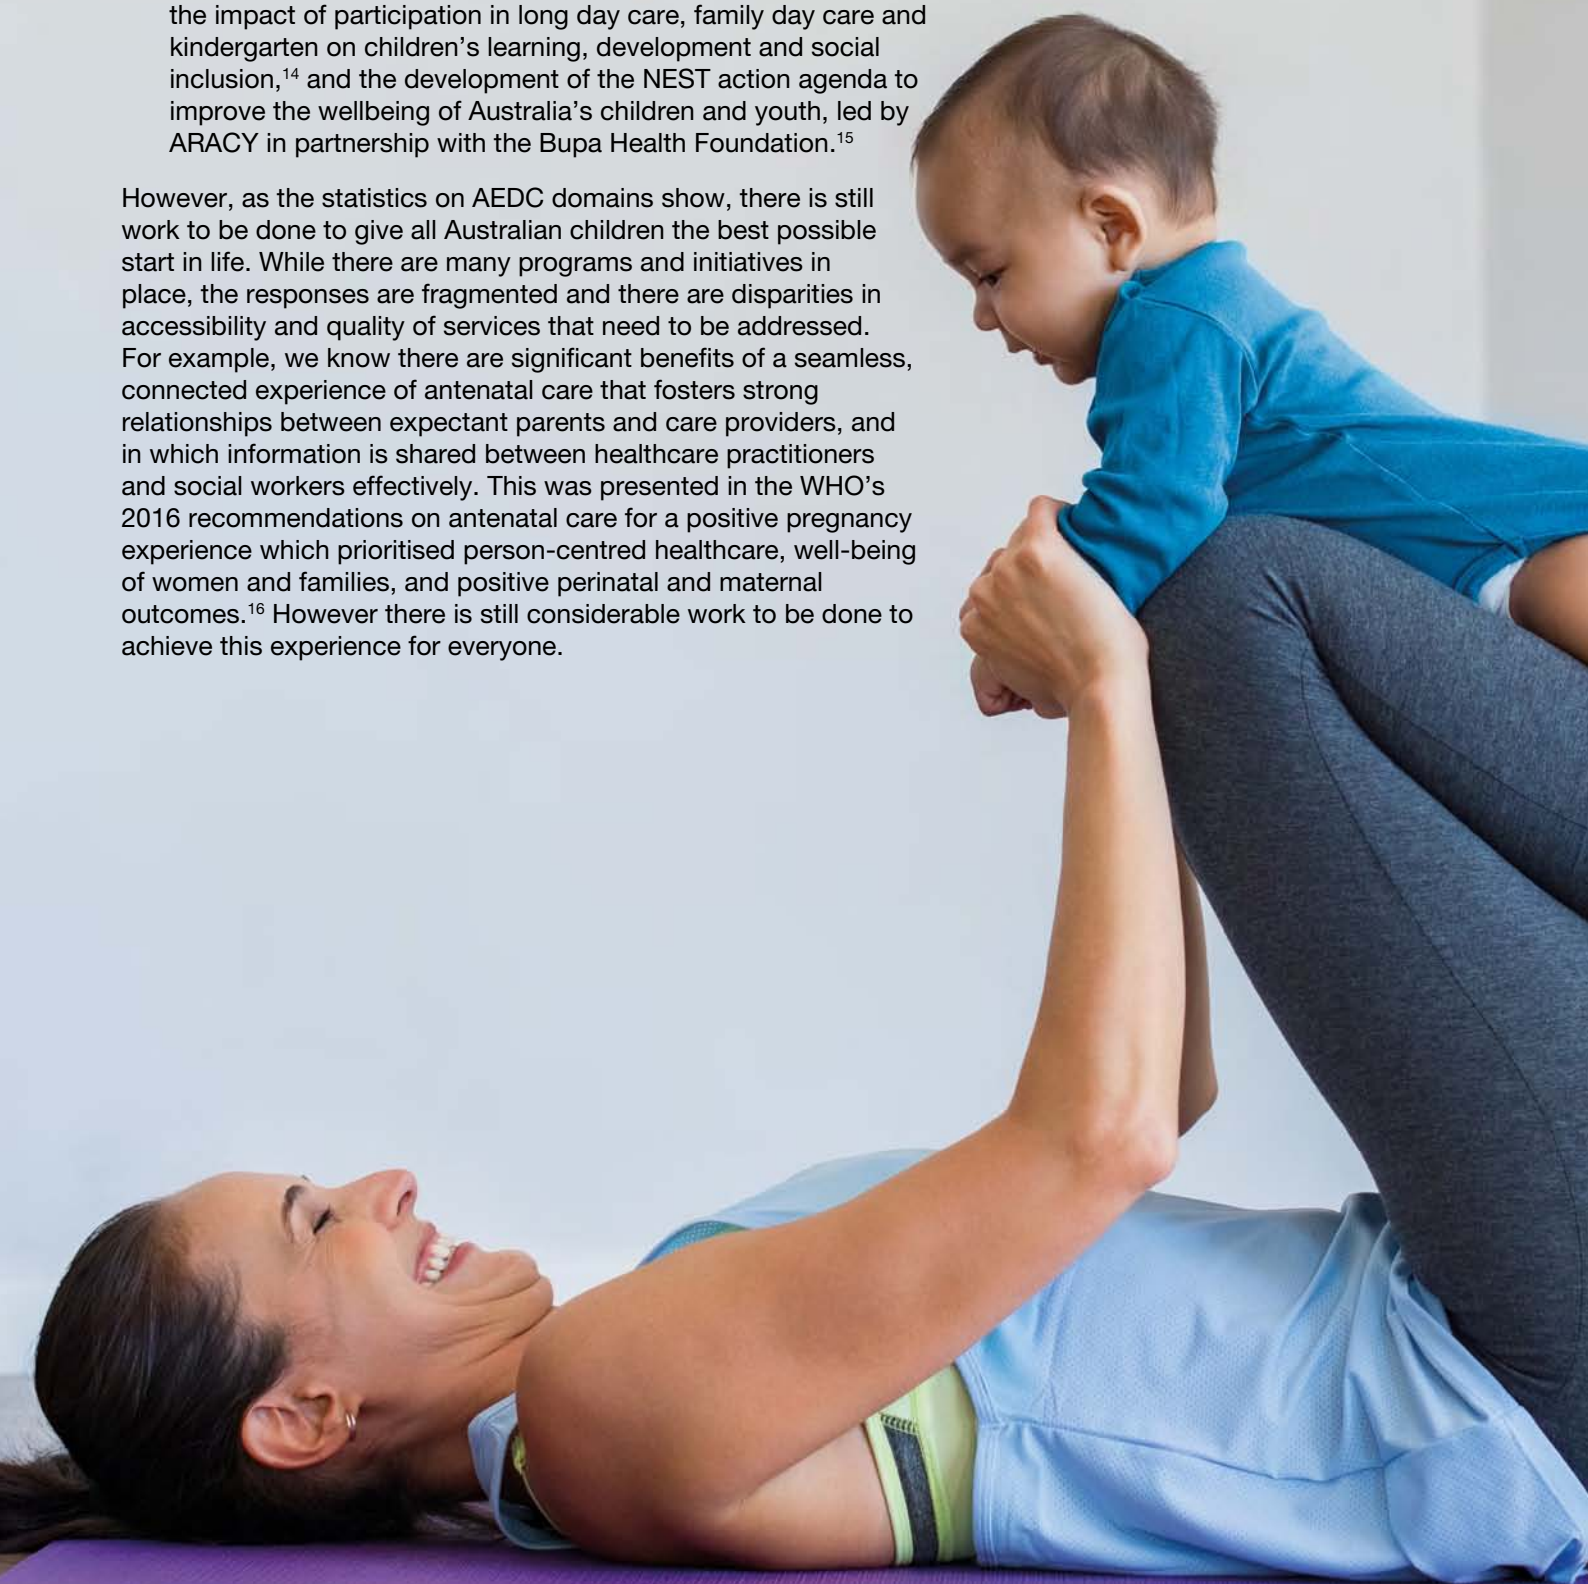 the impact of participation in long day care, family day care and
kindergarten on children’s learning, development and social
inclusion,14 and the development of the NEST action agenda to
improve the wellbeing of Australia’s children and youth, led by
ARACY in partnership with the Bupa Health Foundation.15
However, as the statistics on AEDC domains show, there is still
work to be done to give all Australian children the best possible
start in life. While there are many programs and initiatives in
place, the responses are fragmented and there are disparities in
accessibility and quality of services that need to be addressed.
For example, we know there are significant benefits of a seamless,
connected experience of antenatal care that fosters strong
relationships between expectant parents and care providers, and
in which information is shared between healthcare practitioners
and social workers effectively. This was presented in the WHO’s
2016 recommendations on antenatal care for a positive pregnancy
experience which prioritised person-centred healthcare, well-being
of women and families, and positive perinatal and maternal
outcomes.16 However there is still considerable work to be done to
achieve this experience for everyone.